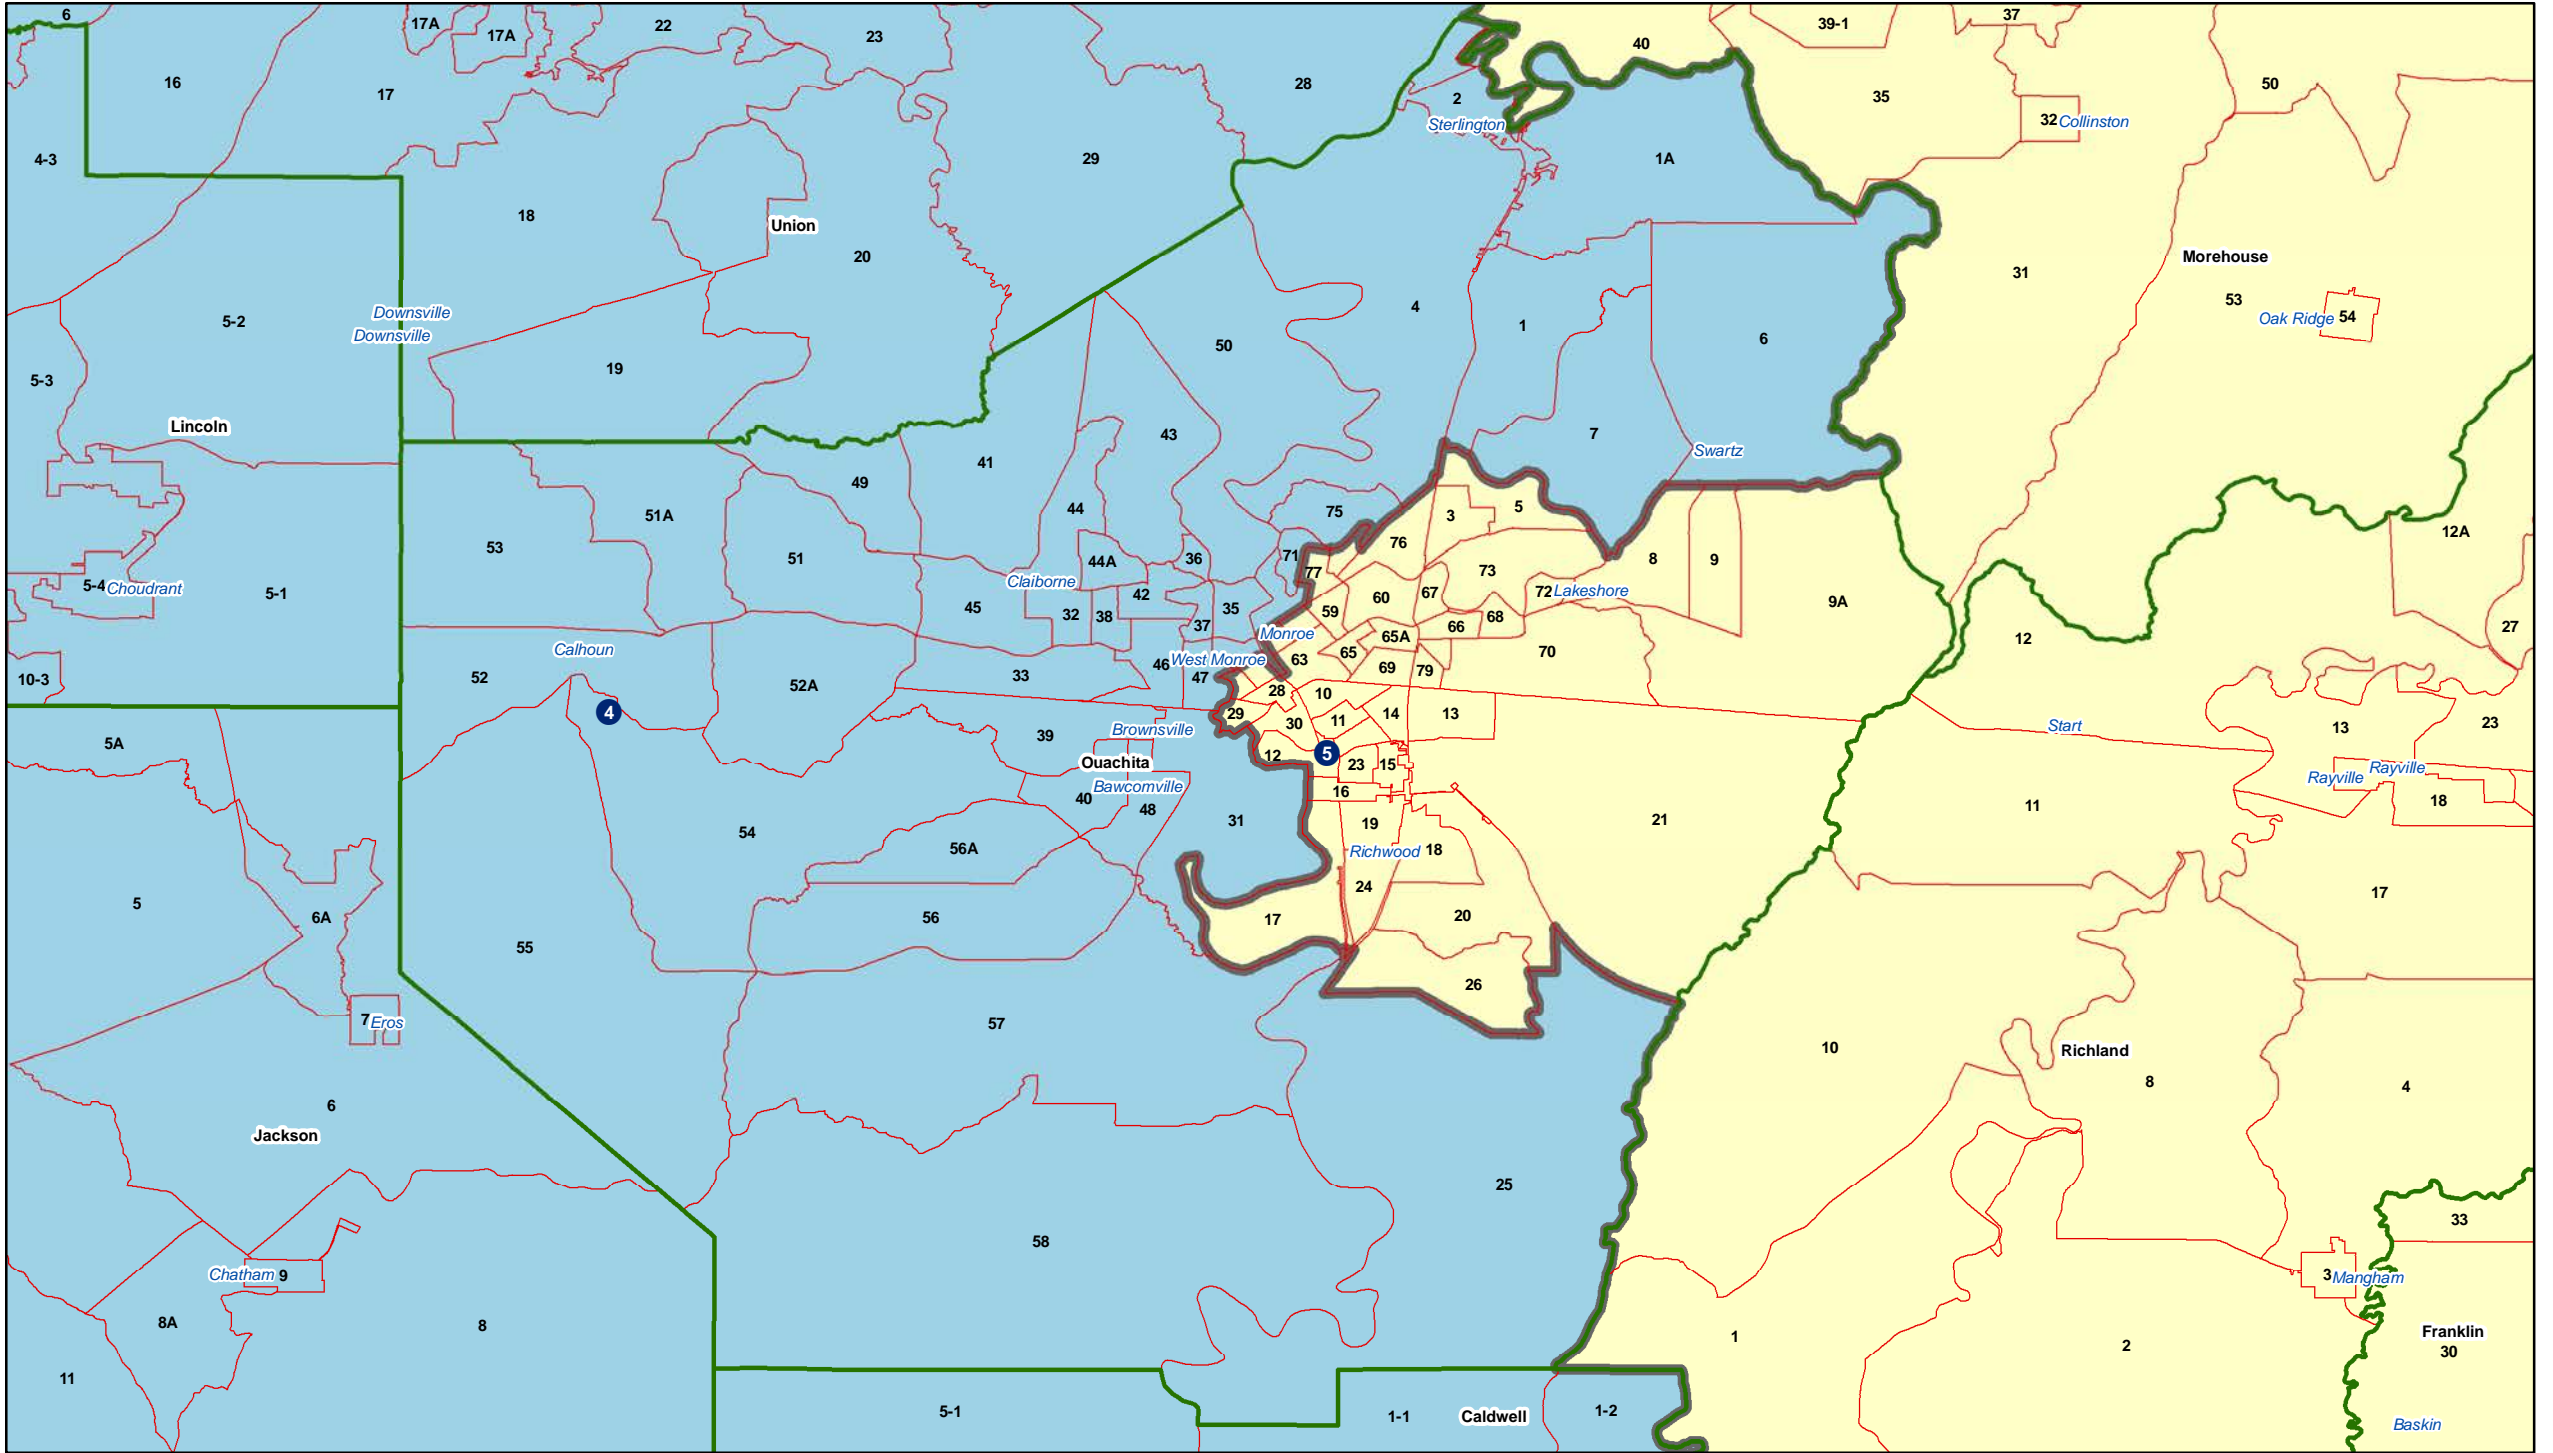 6
17A
17A
22
23
16
17
28
2
Sterlington
40
39-1
37
35
32
Collinston
50
4-3
18
29
1A
Union
20
Morehouse
31
53
Oak Ridge
54
5-2
Downsville
Downsville
4
1
6
50
5-3
19
Lincoln
43
7
Swartz
41
49
44
75
3
5
12A
51A
53
51
76
71
77
36
44A
8
9
5-4
Choudrant
5-1
Claiborne
45
32
38
42
35
37
73
67
60
59
72
Lakeshore
9A
68
66
27
12
Calhoun
Monroe
65A
65
63
70
10-3
52
52A
33
46
West Monroe
47
69
79
28
10
4
29
30
11
14
13
Start
13
23
5A
39
Brownsville
Ouachita
12
5
23
15
Rayville
Rayville
Bawcomville
40
48
16
11
18
54
31
19
21
56A
Richwood
18
24
17
5
6A
56
17
20
55
26
7
Eros
57
10
Richland
8
4
6
Jackson
25
33
58
Chatham
9
3
Mangham
8A
8
1
2
Franklin
30
11
5-1
1-1
Caldwell
1-2
Baskin